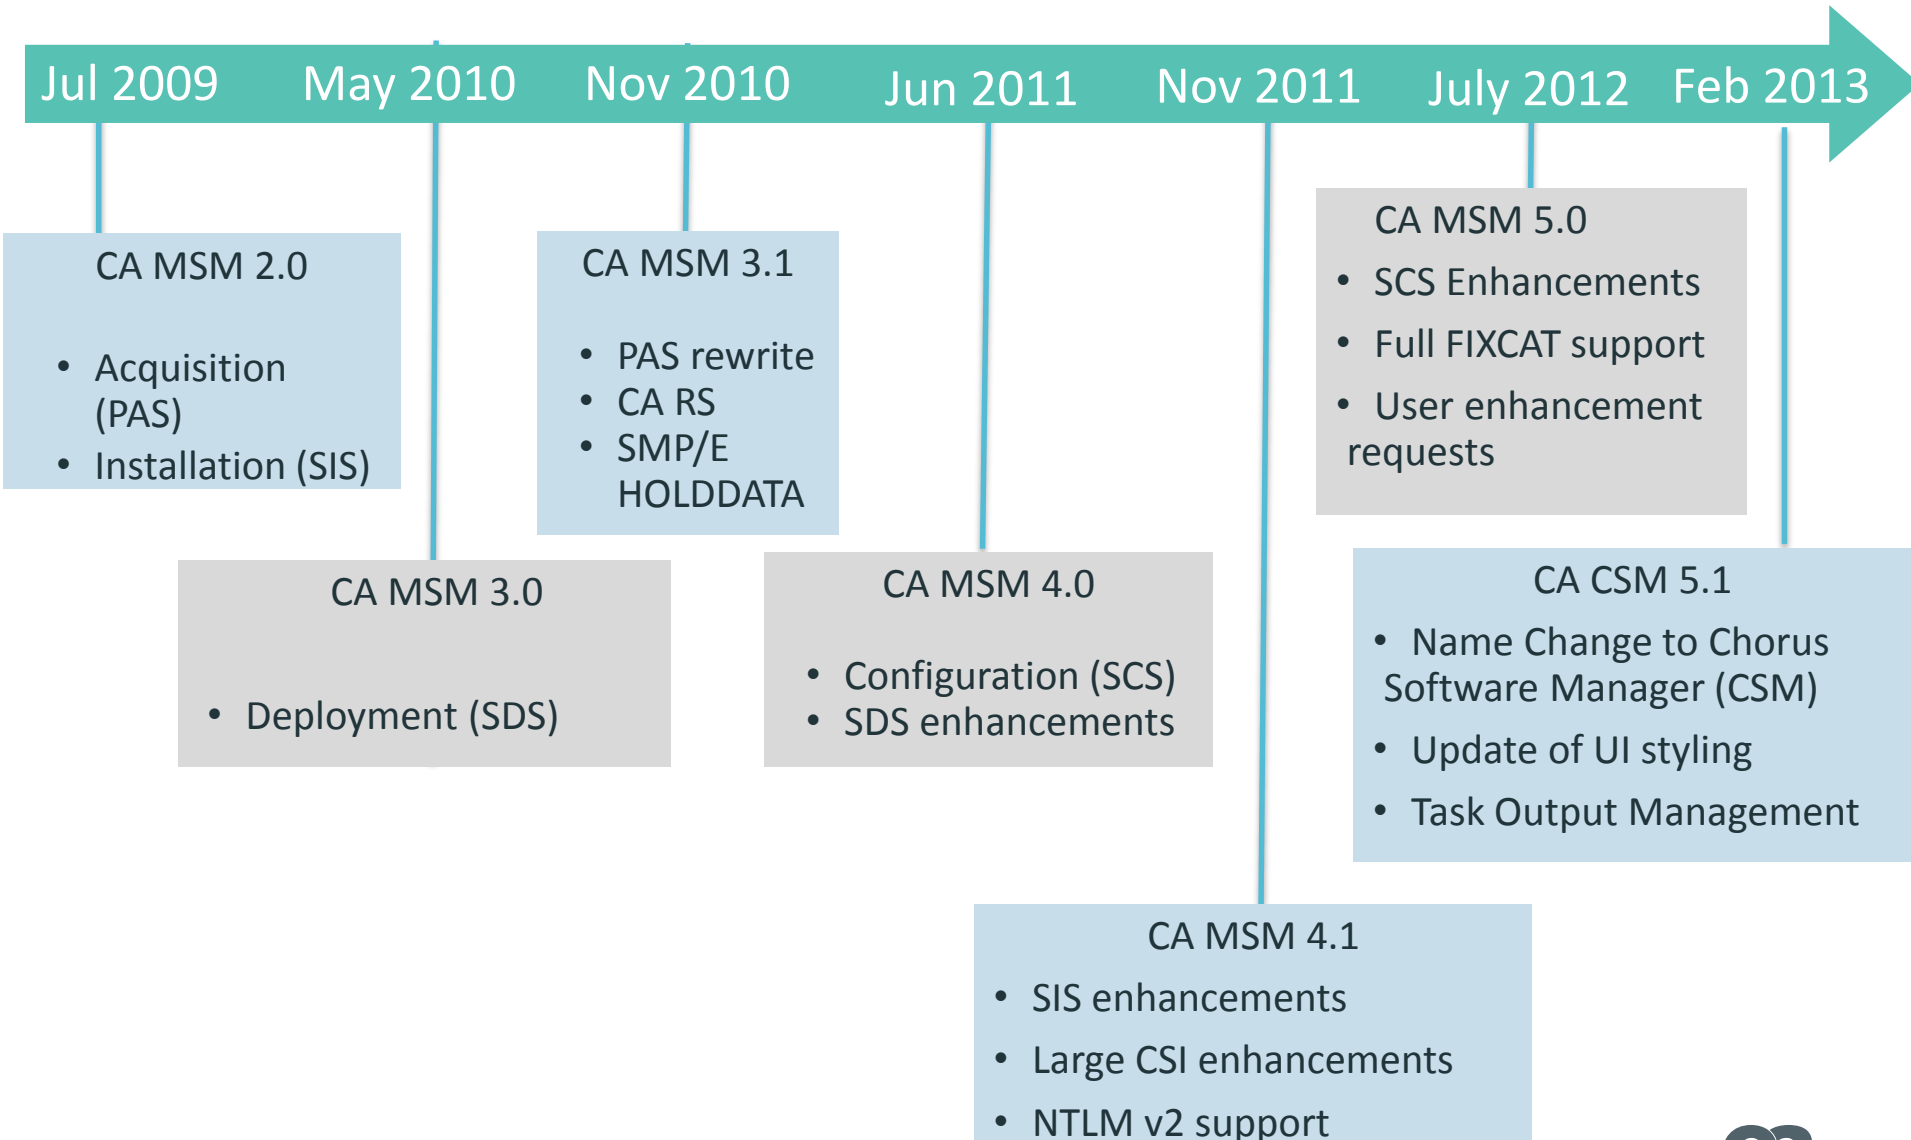 Jul 2009
May 2010
Nov 2010
Jun 2011
Nov 2011
July 2012
Feb 2013
CA MSM 2.0
• Acquisition
(PAS)
• Installation (SIS)
CA MSM 3.0
• Deployment (SDS)
CA MSM 3.1
• PAS rewrite
• CA RS
• SMP/E
HOLDDATA
CA MSM 4.0
• Configuration (SCS)
• SDS enhancements
CA MSM 4.1
• SIS enhancements
• Large CSI enhancements
• NTLM v2 support
CA MSM 5.0
• SCS Enhancements
• Full FIXCAT support
• User enhancement
requests
CA CSM 5.1
• Name Change to Chorus
Software Manager (CSM)
• Update of UI styling
• Task Output Management